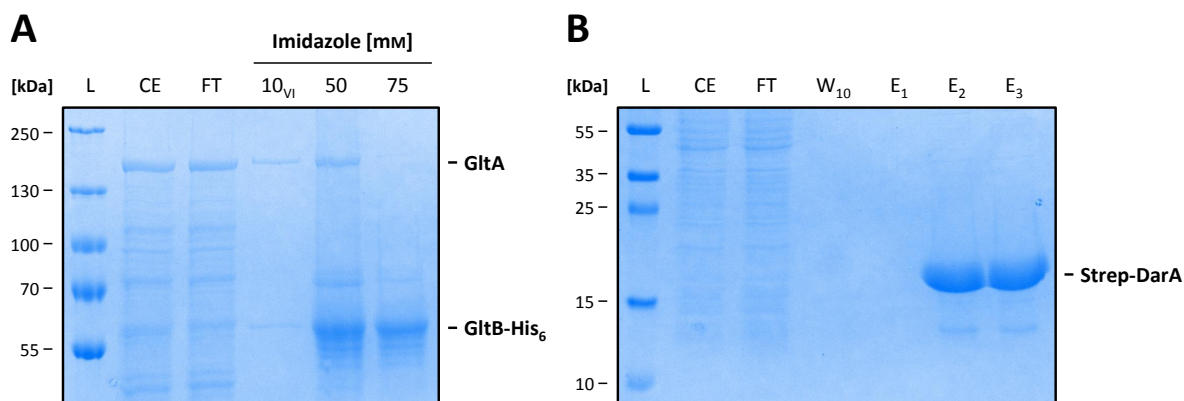 A
Imidazole [mM]
[kDa] L CE FT 10VI 50 75
250
130
100
70
55
GltA
GltB-His6
B
[kDa] L CE FT W10 E1 E2 E3
55
35
25
15
10
Strep-DarA